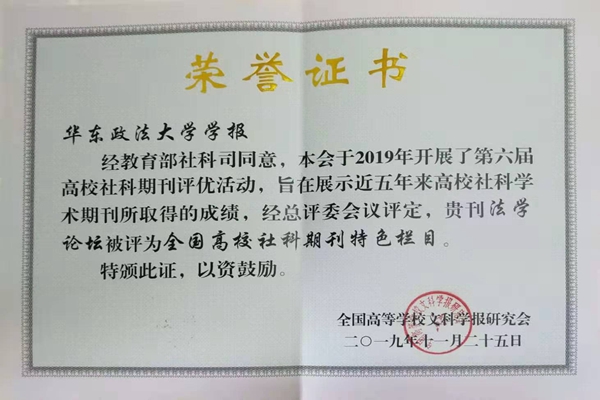 荣誉证书
华东政法大学学报
经教育部社科司同意，本会于2019年开展了第六届
高校社科期刊评优活动，旨在展示近五年来高校社科学
术期刊所取得的成绩，经总评委会议评定，贵刊法学
论坛被评为全国高校社科期刊特色栏目。
特颁此证，以资鼓励。
全国高等学校文科学报研究会
二〇一九年十一月二十五日